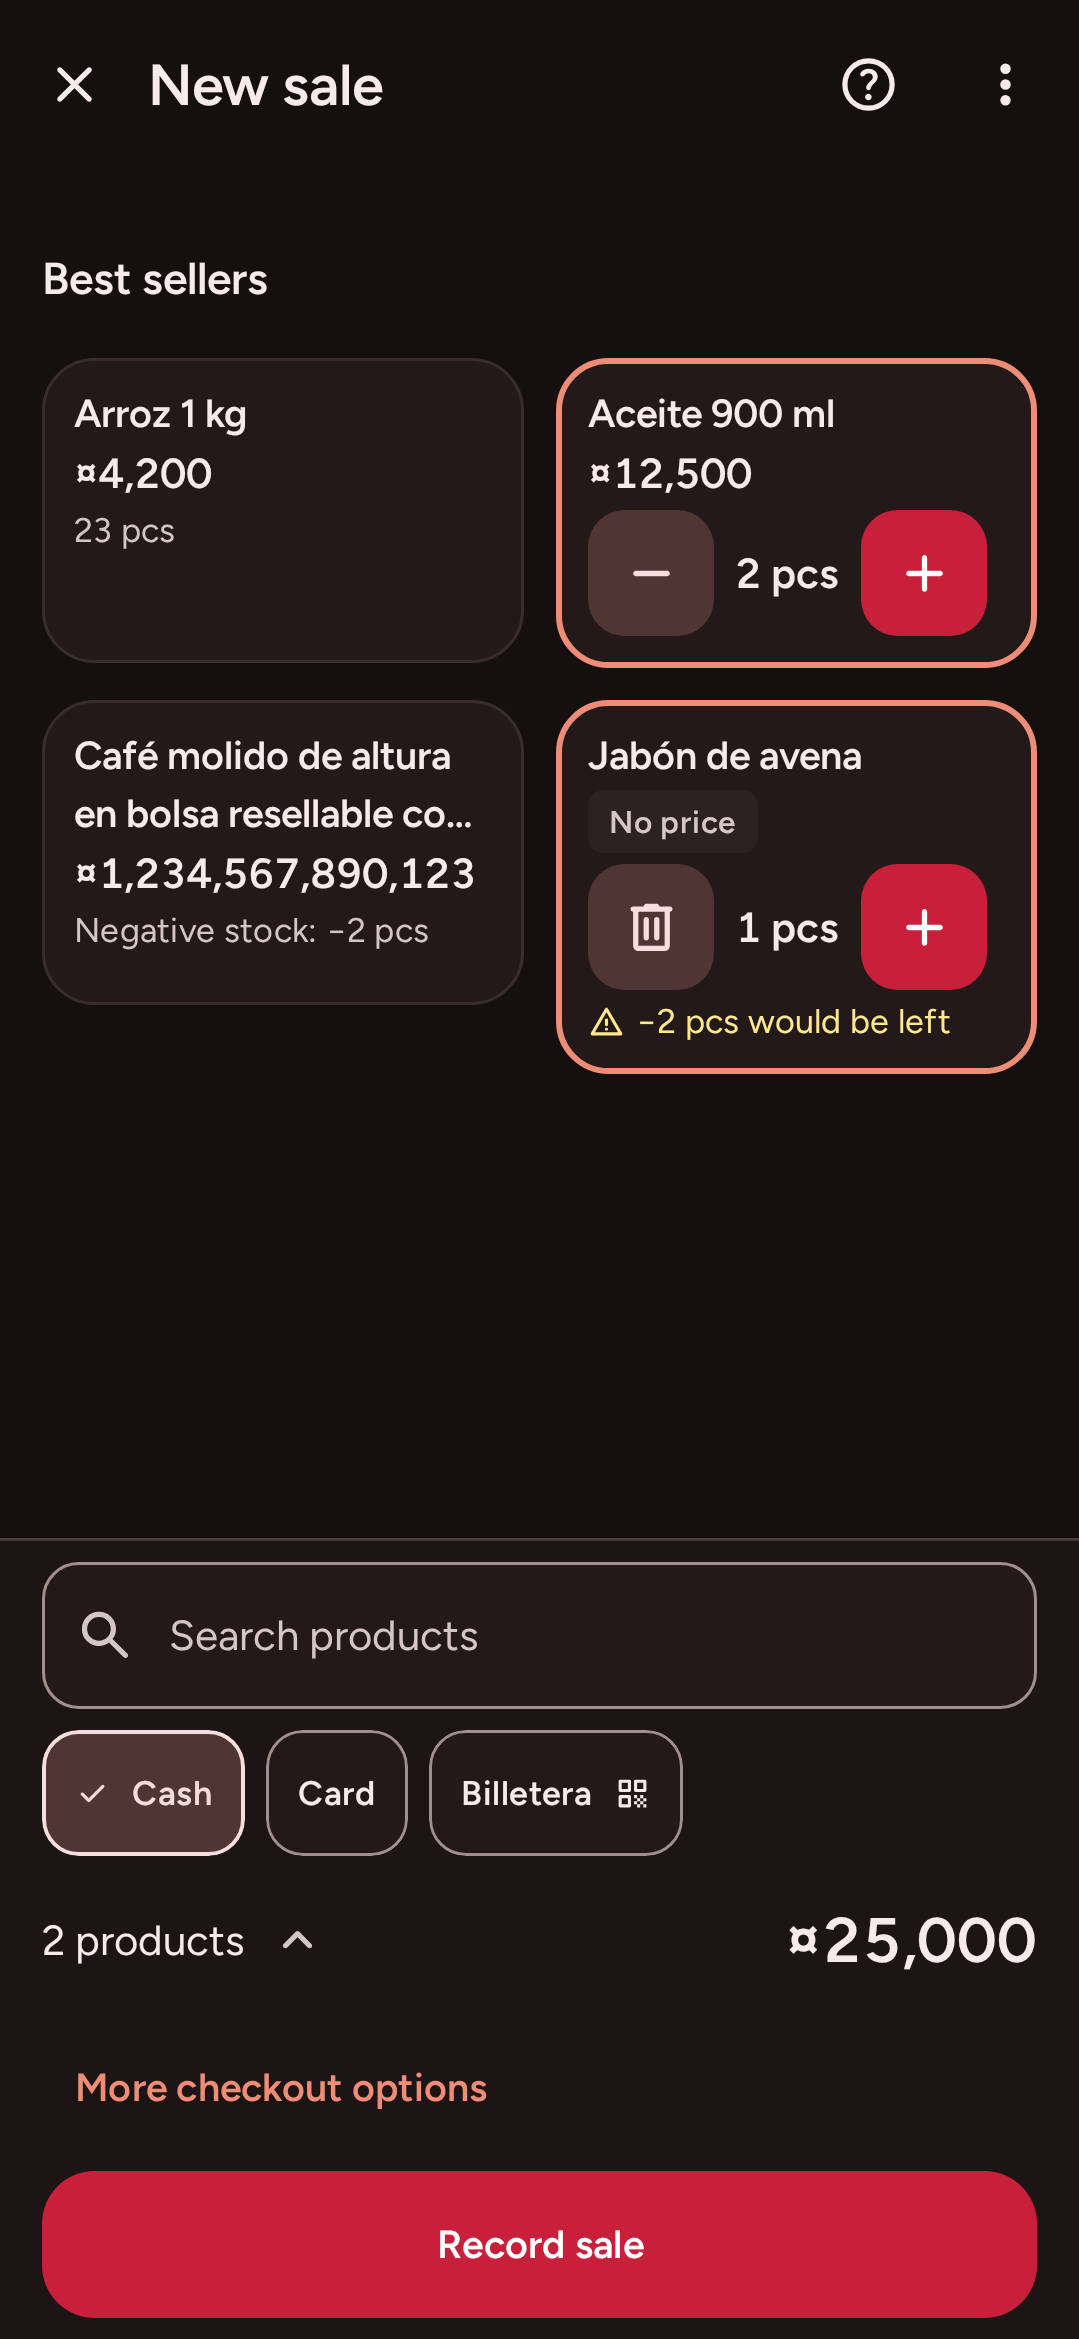 New sale
Best sellers
Arroz 1 kg
¤4,200
23 pcs
Aceite 900 ml
¤12,500
2 pcs
Café molido de altura
en bolsa resellable co...
¤1,234,567,890,123
Negative stock: −2 pcs
Jabón de avena
No price
1 pcs
−2 pcs would be left
Search products
Cash
Card
Billetera
2 products
¤25,000
More checkout options
Record sale